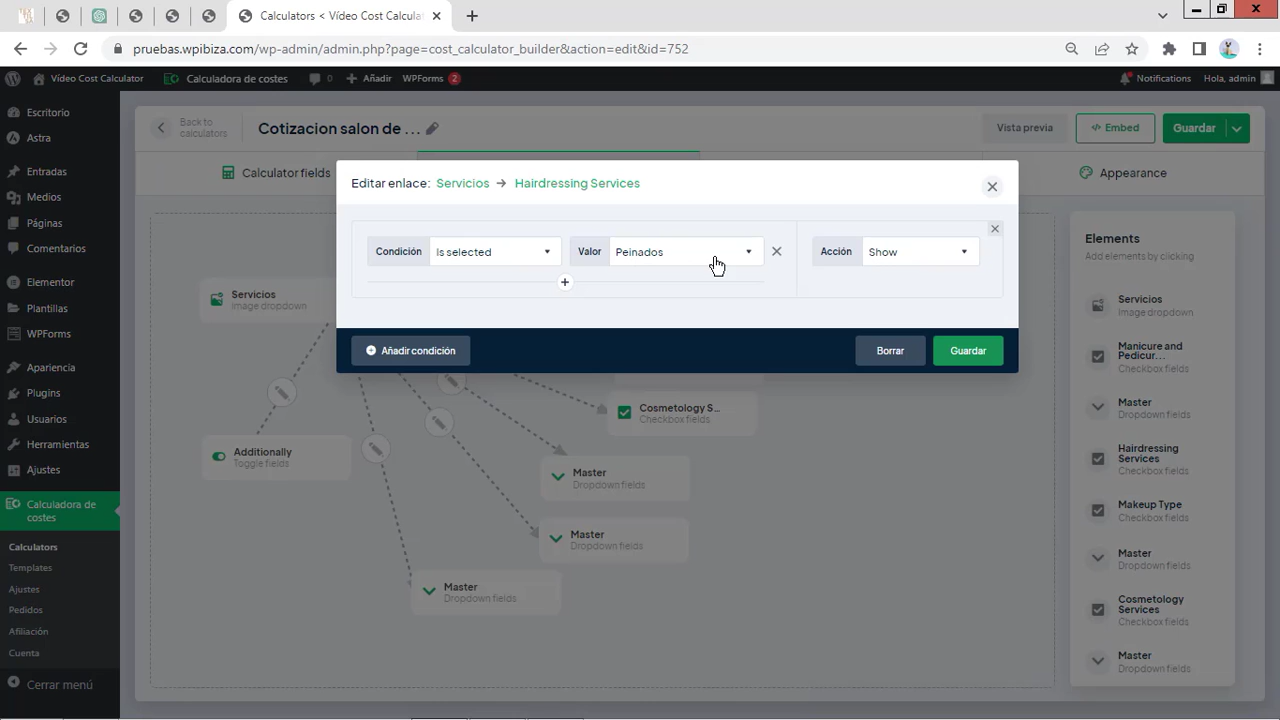 Calculators < Vídeo Cost Calcula
pruebas.wpibiza.com/wp-admin/admin.php?page=cost_calculator_builder&action=edit&id=752
Vídeo Cost Calculator
Calculadora de costes
0
Añadir
WPForms 2
Notifications
Hola, admin
Escritorio
Astra
Entradas
Medios
Páginas
Comentarios
Elementor
Plantillas
WPForms
Apariencia
Plugins
Usuarios
Herramientas
Ajustes
Calculadora de
costes
Calculators
Templates
Ajustes
Pedidos
Afiliación
Cuenta
Cerrar menú
Back to
calculators
Cotizacion salon de ...
Vista previa
</> Embed
Guardar
Calculator fields
Appearance
Editar enlace: Servicios → Hairdressing Services
Condición
Is selected
Valor
Peinados
Acción
Show
Añadir condición
Borrar
Guardar
Servicios
Image dropdown
Additionally
Toggle fields
Cosmetology S...
Checkbox fields
Master
Dropdown fields
Master
Dropdown fields
Master
Dropdown fields
Elements
Add elements by clicking
Servicios
Image dropdown
Manicure and
Pedicur...
Checkbox fields
Master
Dropdown fields
Hairdressing
Services
Checkbox fields
Makeup Type
Checkbox fields
Master
Dropdown fields
Cosmetology
Services
Checkbox fields
Master
Dropdown fields